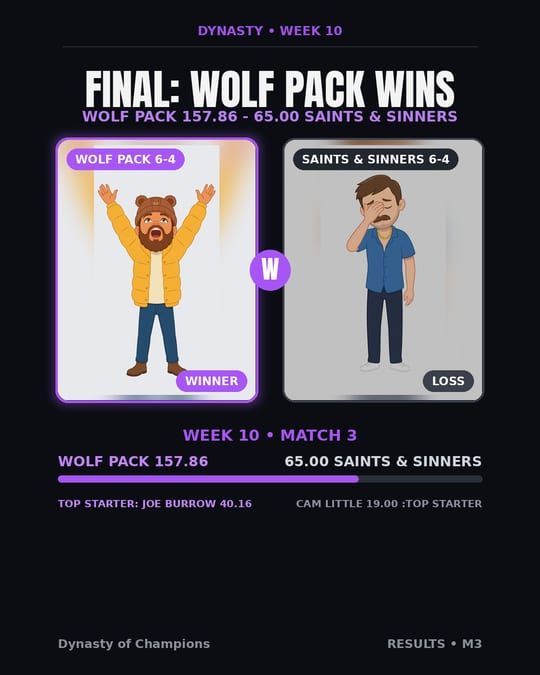 DYNASTY • WEEK 10
FINAL: WOLF PACK WINS
WOLF PACK 157.86 - 65.00 SAINTS & SINNERS
WOLF PACK 6-4
SAINTS & SINNERS 6-4
W
WINNER
LOSS
WEEK 10 • MATCH 3
WOLF PACK 157.86
65.00 SAINTS & SINNERS
TOP STARTER: JOE BURROW 40.16
CAM LITTLE 19.00 :TOP STARTER
Dynasty of Champions
RESULTS • M3